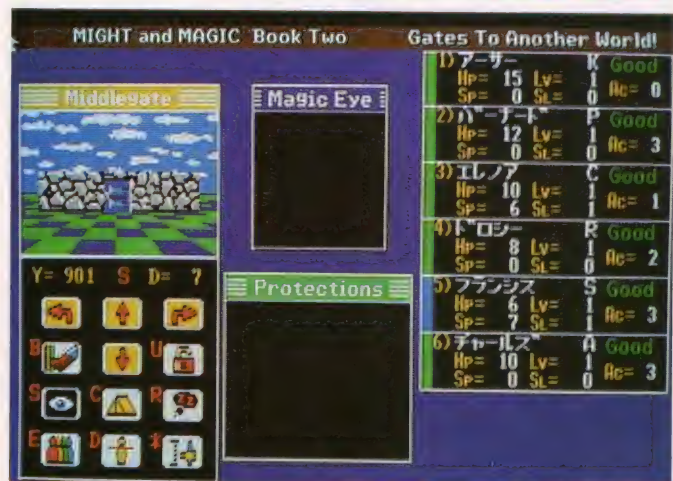 MIGHT and MAGIC Book Two Gates To Another World!
Middlegate
Y= 901 S D= 7
B
U
S
C
R
E
D
*
Magic Eye
Protections
1) アーサー K Good
Hp= 15 Lv= 1 Ac= 0
Sp= 0 SL= 0
2) バーナード P Good
Hp= 12 Lv= 1 Ac= 3
Sp= 0 SL= 0
3) エレノア C Good
Hp= 10 Lv= 1 Ac= 1
Sp= 6 SL= 1
4) ドロシー R Good
Hp= 8 Lv= 1 Ac= 2
Sp= 0 SL= 0
5) フランシス S Good
Hp= 6 Lv= 1 Ac= 3
Sp= 7 SL= 1
6) チャールズ A Good
Hp= 10 Lv= 1 Ac= 3
Sp= 0 SL= 0